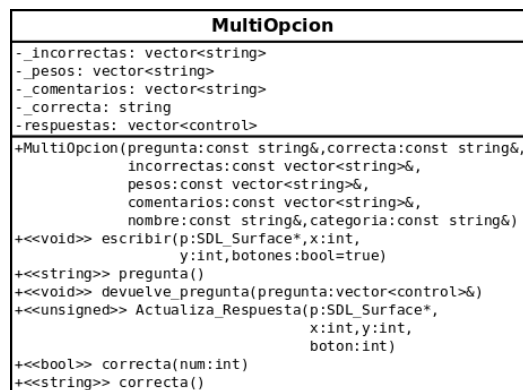 MultiOpcion
-_incorrectas: vector<string>
-_pesos: vector<string>
-_comentarios: vector<string>
-_correcta: string
-respuestas: vector<control>
+MultiOpcion(pregunta:const string&,correcta:const string&,
incorrectas:const vector<string>&,
pesos:const vector<string>&,
comentarios:const vector<string>&,
nombre:const string&,categoria:const string&)
+<<void>> escribir(p:SDL_Surface*,x:int,
y:int,botones:bool=true)
+<<string>> pregunta()
+<<void>> devuelve_pregunta(pregunta:vector<control>&)
+<<unsigned>> Actualiza_Respuesta(p:SDL_Surface*,
x:int,y:int,
boton:int)
+<<bool>> correcta(num:int)
+<<string>> correcta()